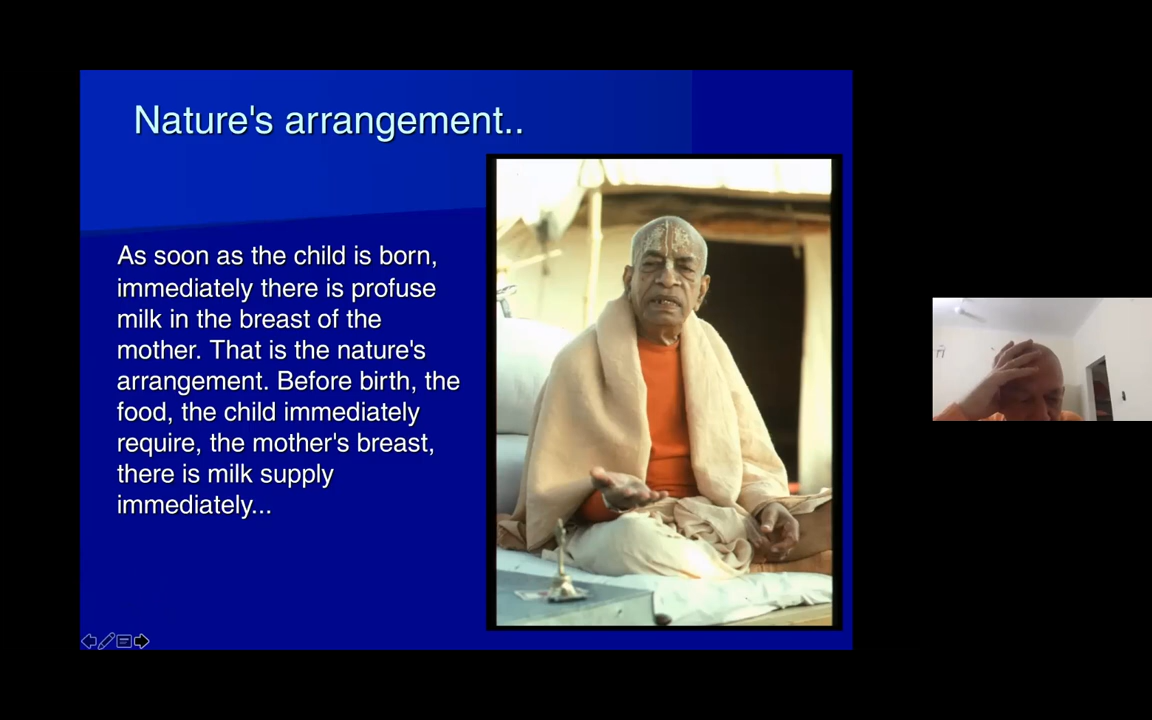 Nature's arrangement..
As soon as the child is born,
immediately there is profuse
milk in the breast of the
mother. That is the nature's
arrangement. Before birth, the
food, the child immediately
require, the mother's breast,
there is milk supply
immediately...